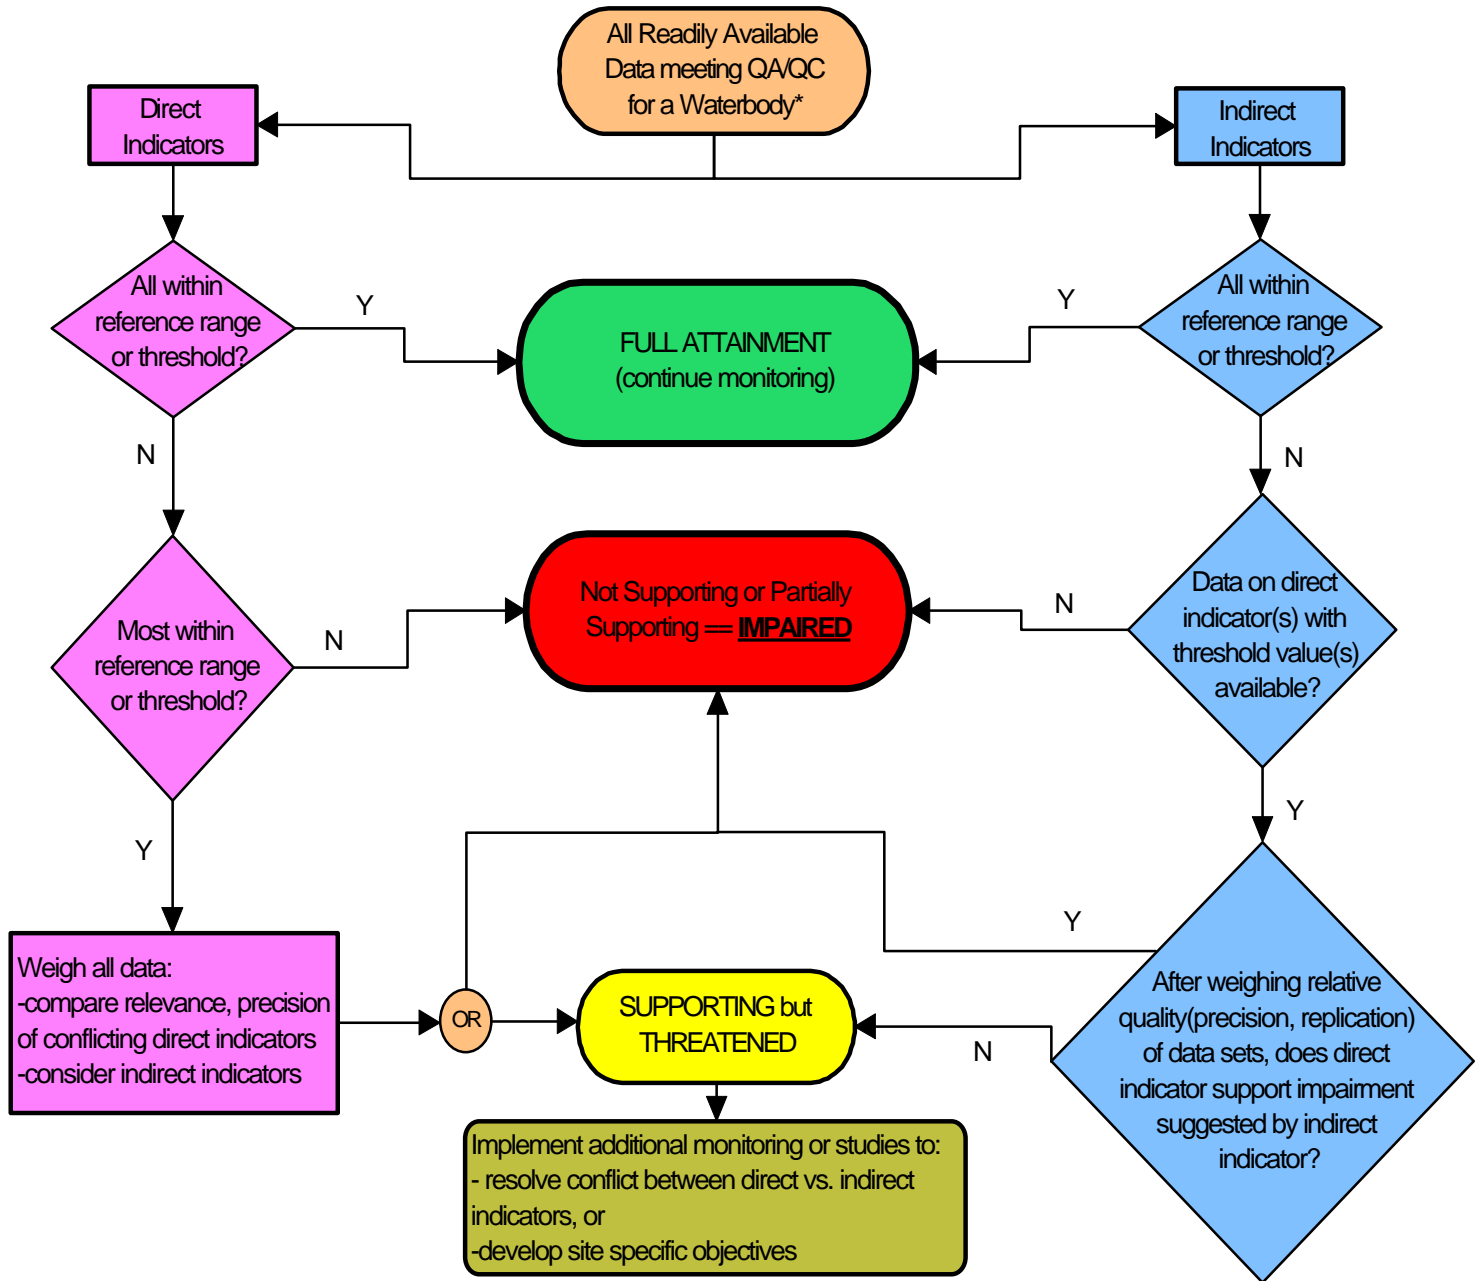 All Readily Available
Data meeting QA/QC
for a Waterbody*
Direct
Indicators
Indirect
Indicators
All within
reference range
or threshold?
Y
FULL ATTAINMENT
(continue monitoring)
Y
All within
reference range
or threshold?
N
N
Most within
reference range
or threshold?
N
Not Supporting or Partially
Supporting == IMPAIRED
N
Data on direct
indicator(s) with
threshold value(s)
available?
Y
Y
Weigh all data:
-compare relevance, precision
of conflicting direct indicators
-consider indirect indicators
OR
SUPPORTING but
THREATENED
N
Y
After weighing relative
quality(precision, replication)
of data sets, does direct
indicator support impairment
suggested by indirect
indicator?
Implement additional monitoring or studies to:
- resolve conflict between direct vs. indirect
indicators, or
-develop site specific objectives